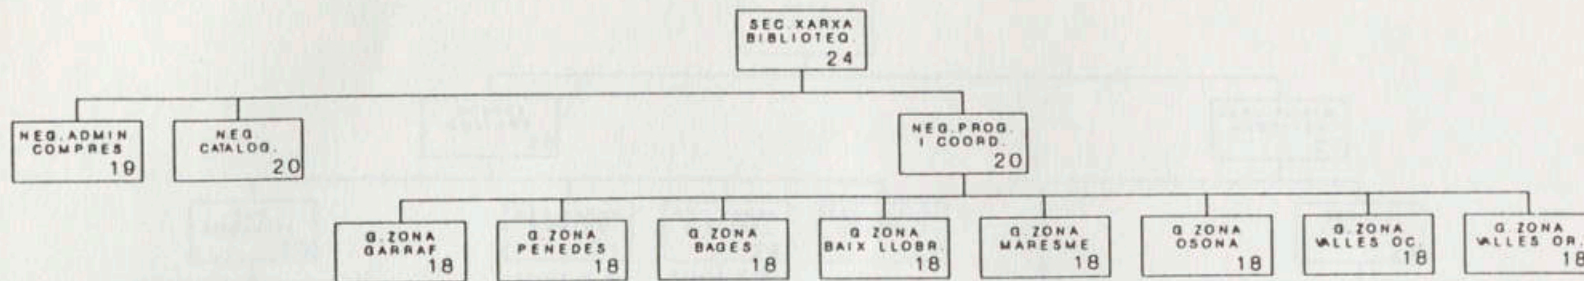 SEC.XARXA
BIBLIOTEQ.
24
NEG.ADMIN
COMPRES
19
NEG.
CATALOG.
20
NEG.PROG.
I COORD.
20
G.ZONA
GARRAF
18
G.ZONA
PENEDES
18
G.ZONA
BAGES
18
G.ZONA
BAIX LLOBR.
18
G.ZONA
MARESME
18
G.ZONA
OSONA
18
G.ZONA
VALLES OC.
18
G.ZONA
VALLES OR.
18